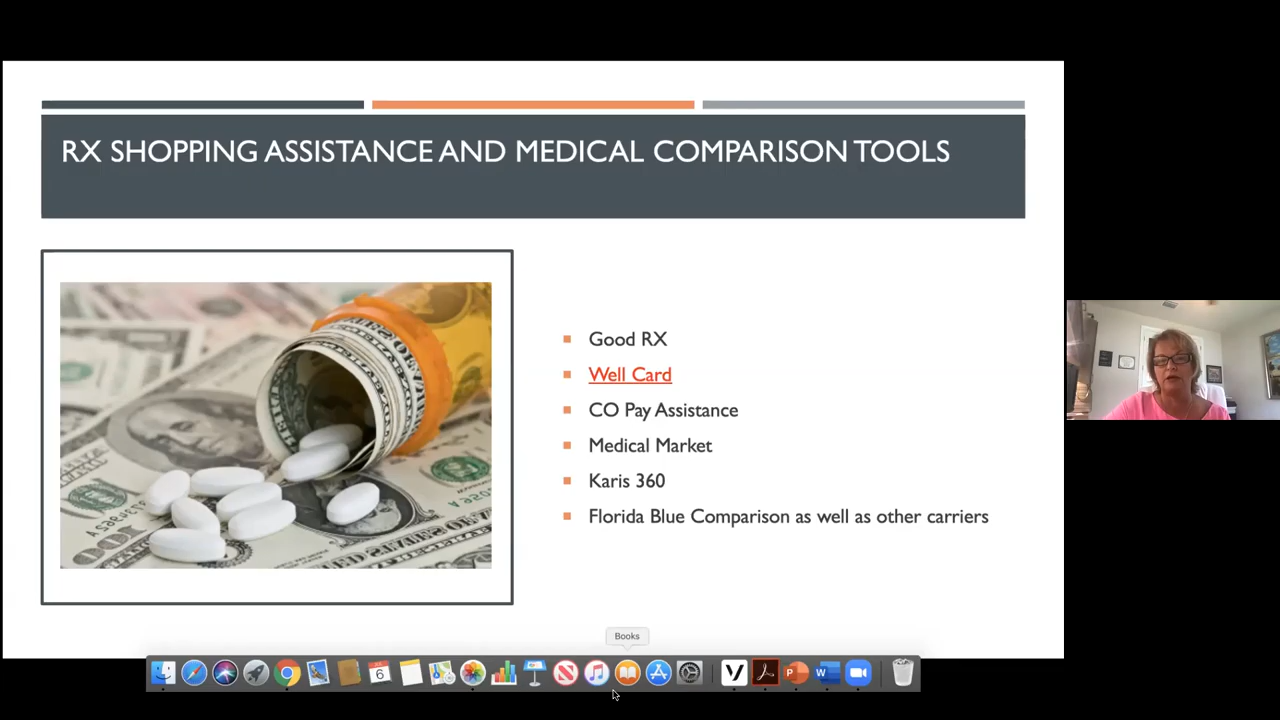 RX SHOPPING ASSISTANCE AND MEDICAL COMPARISON TOOLS
Good RX
Well Card
CO Pay Assistance
Medical Market
Karis 360
Florida Blue Comparison as well as other carriers
Books
6